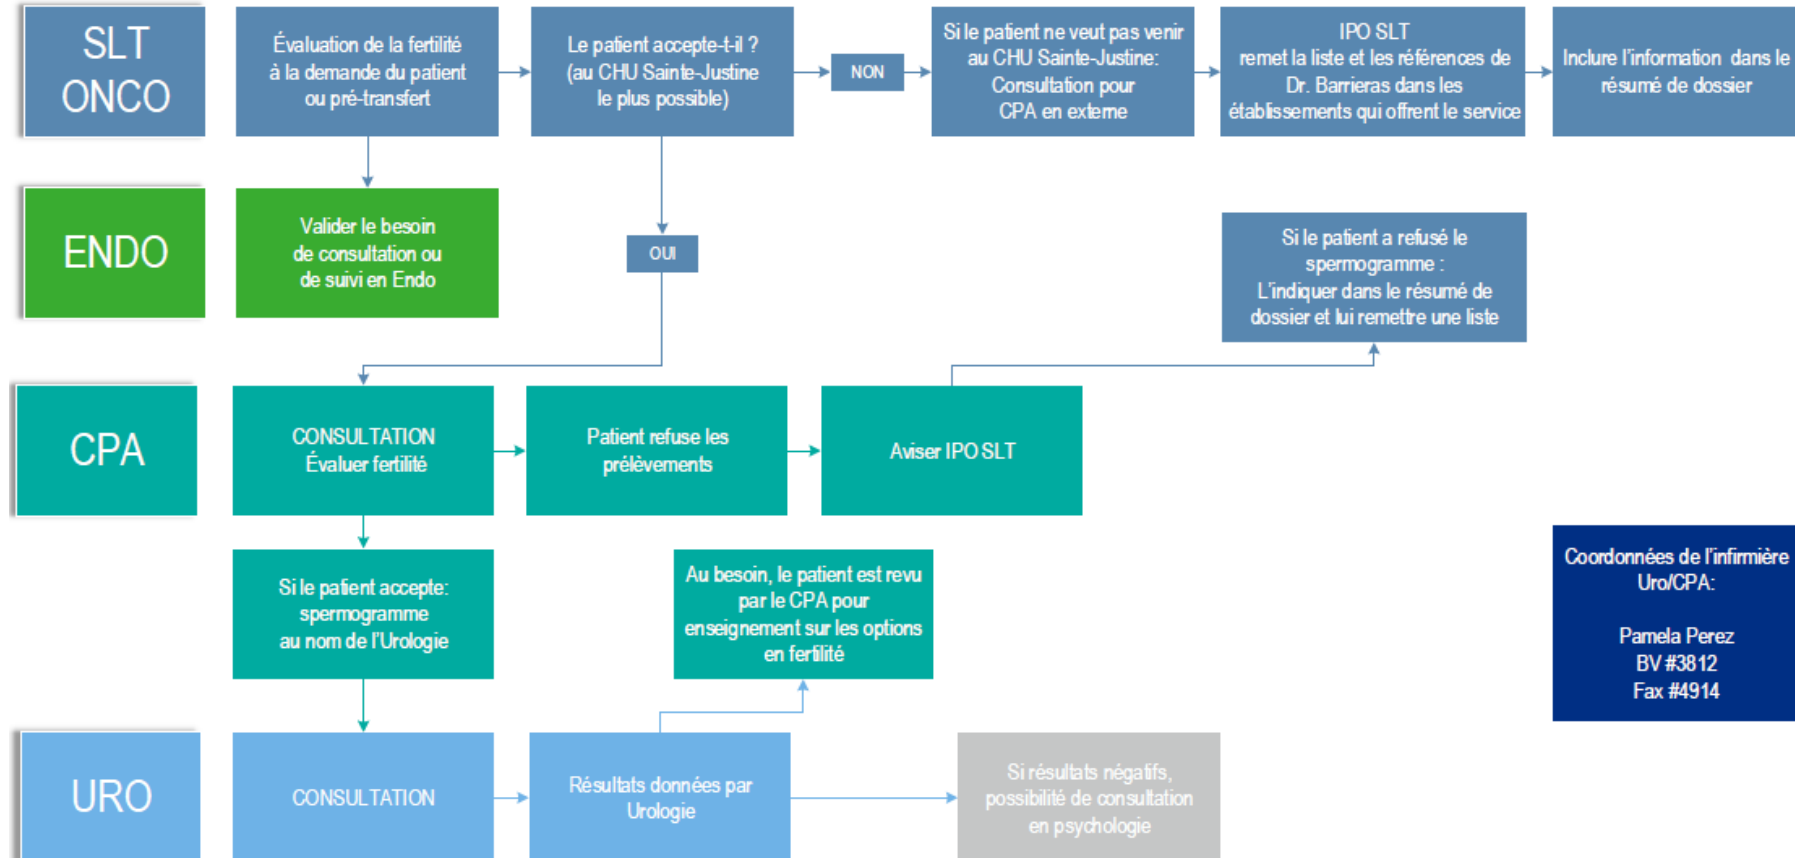 SLT
ONCO
Évaluation de la fertilité
à la demande du patient
ou pré-transfert
Le patient accepte-t-il ?
(au CHU Sainte-Justine
le plus possible)
NON
Si le patient ne veut pas venir
au CHU Sainte-Justine:
Consultation pour
CPA en externe
IPO SLT
remet la liste et les références de
Dr. Barrieras dans les
établissements qui offrent le service
Inclure l'information dans le
résumé de dossier
ENDO
Valider le besoin
de consultation ou
de suivi en Endo
OUI
Si le patient a refusé le
spermogramme :
L'indiquer dans le résumé de
dossier et lui remettre une liste
CPA
CONSULTATION
Évaluer fertilité
Patient refuse les
prélèvements
Aviser IPO SLT
Si le patient accepte:
spermogramme
au nom de l'Urologie
Au besoin, le patient est revu
par le CPA pour
enseignement sur les options
en fertilité
Coordonnées de l'infirmière
Uro/CPA:
Pamela Perez
BV #3812
Fax #4914
URO
CONSULTATION
Résultats données par
Urologie
Si résultats négatifs,
possibilité de consultation
en psychologie